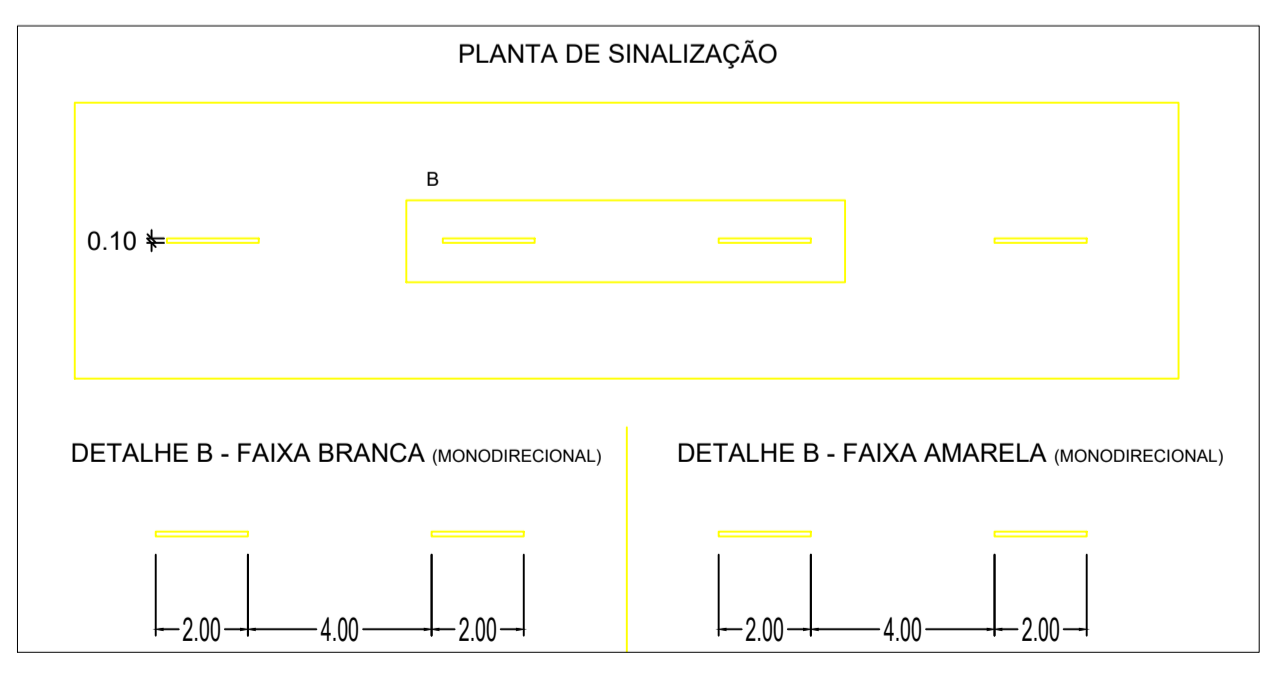 PLANTA DE SINALIZAÇÃO
B
0.10
DETALHE B - FAIXA BRANCA (MONODIRECIONAL)
DETALHE B - FAIXA AMARELA (MONODIRECIONAL)
2.00 4.00 2.00
2.00 4.00 2.00